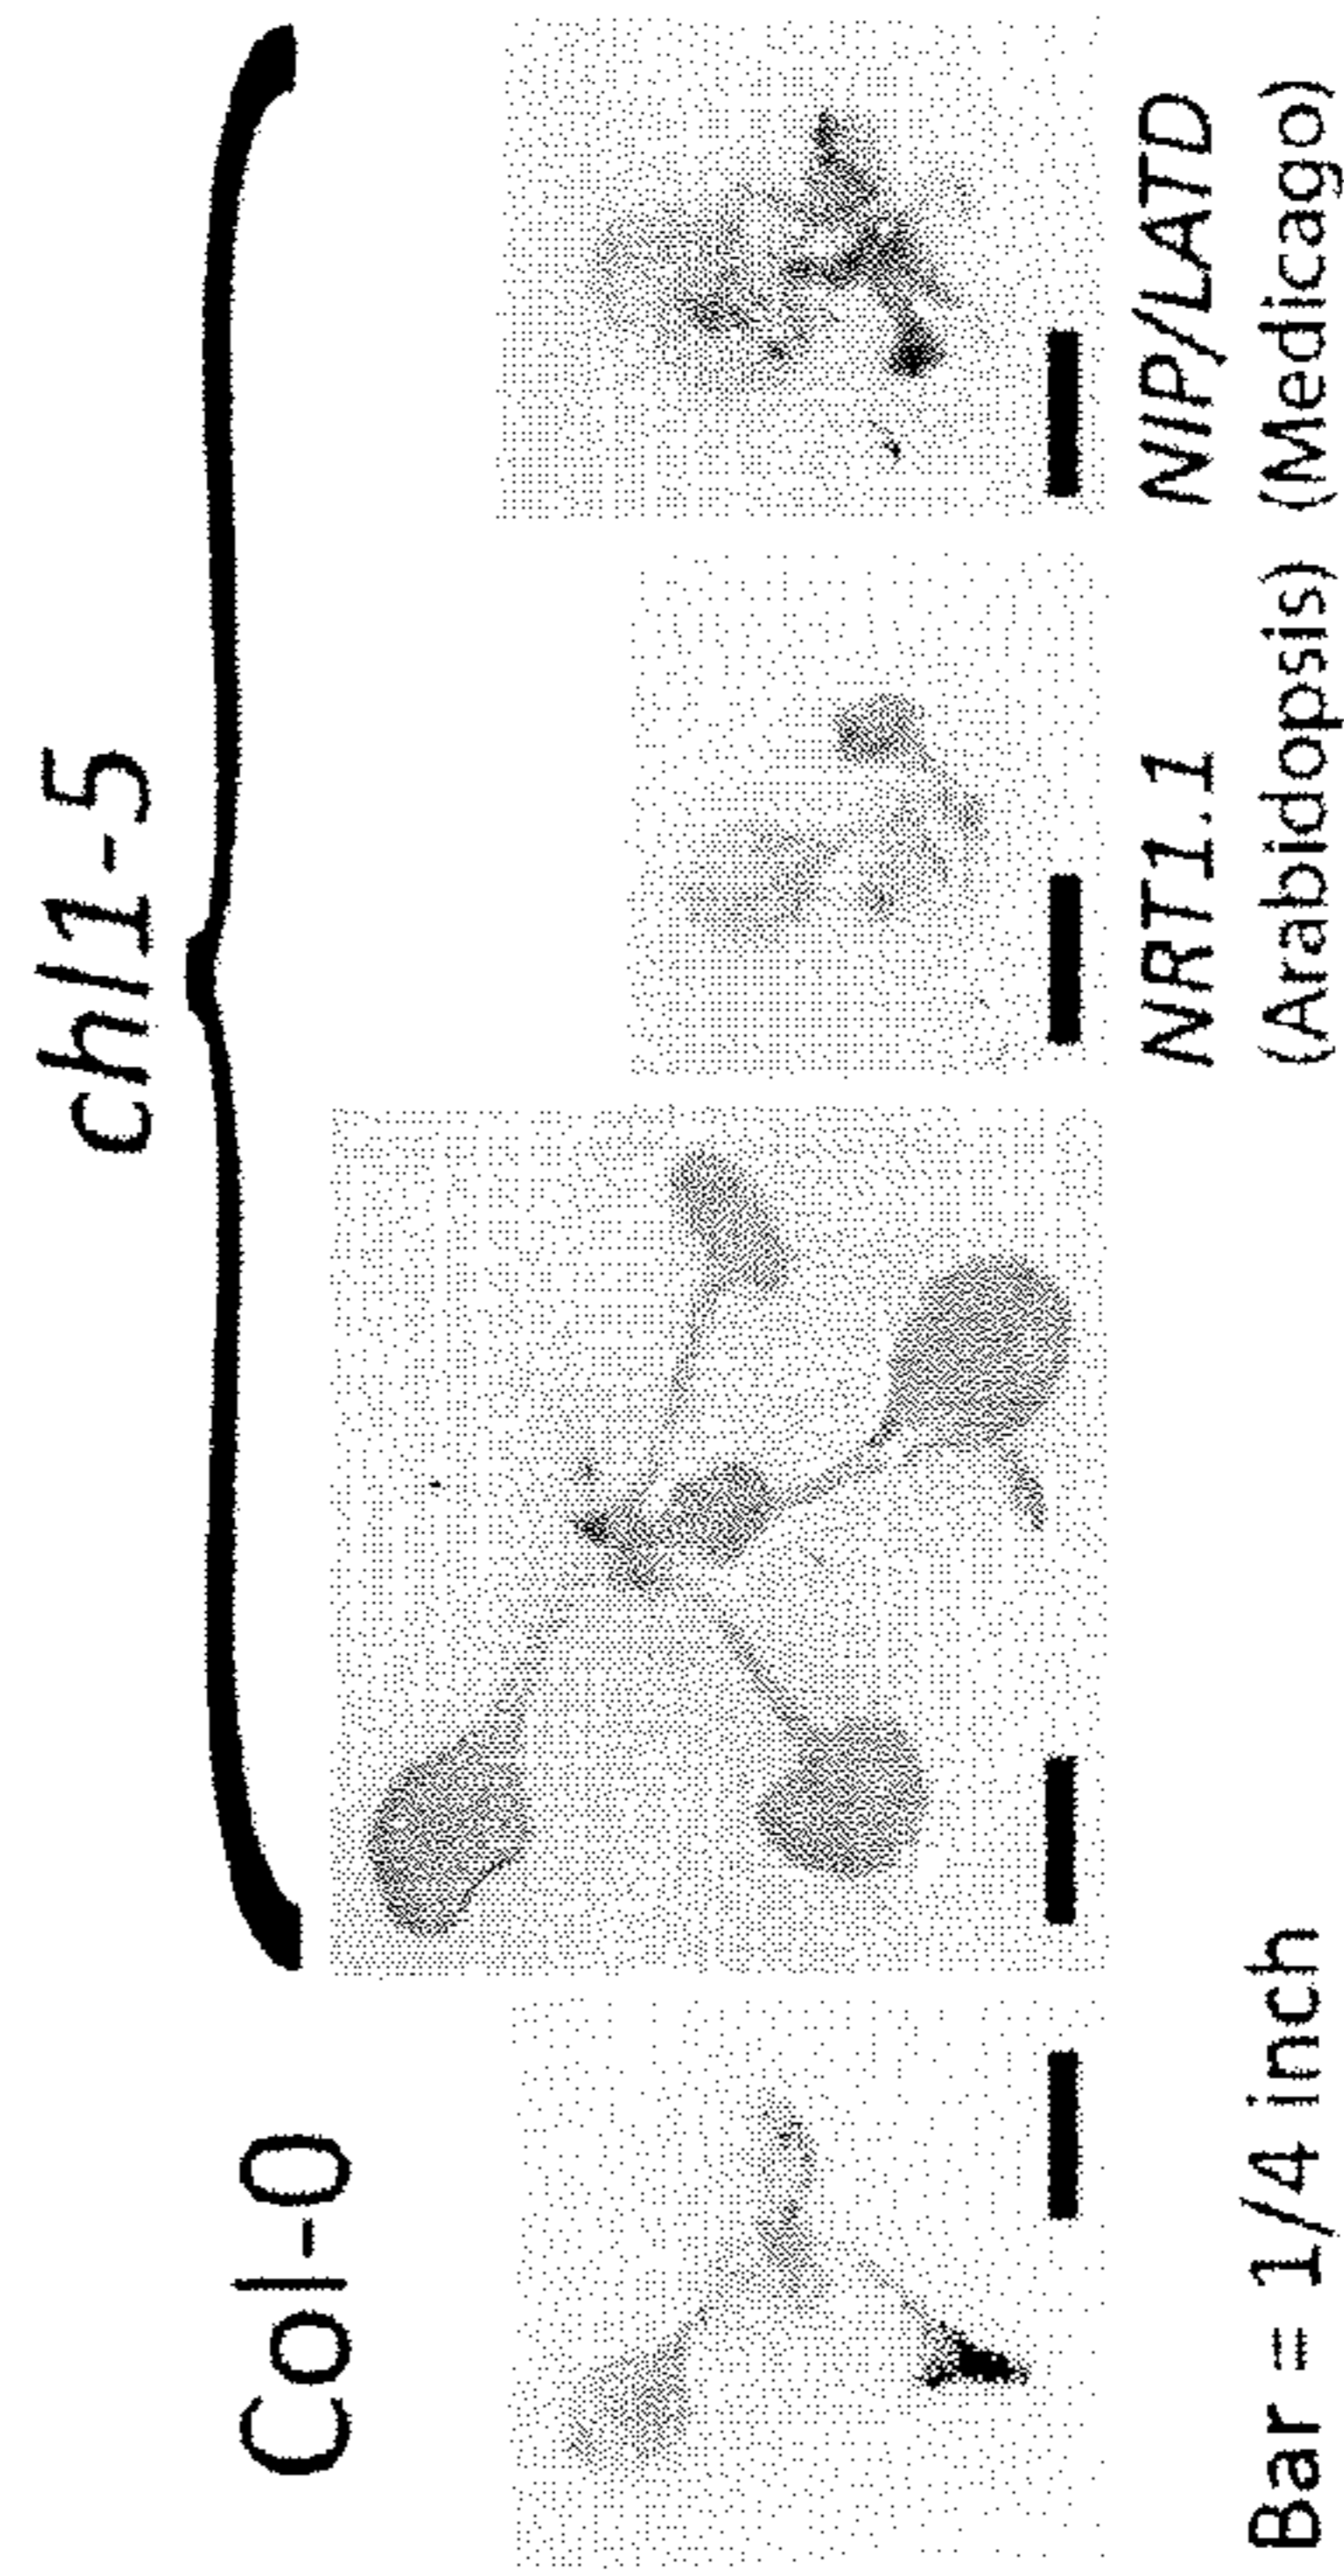 chl1-5
Col-0
NRT1.1 NIP/LATD
(Arabidopsis) (Medicago)
Bar = 1/4 inch